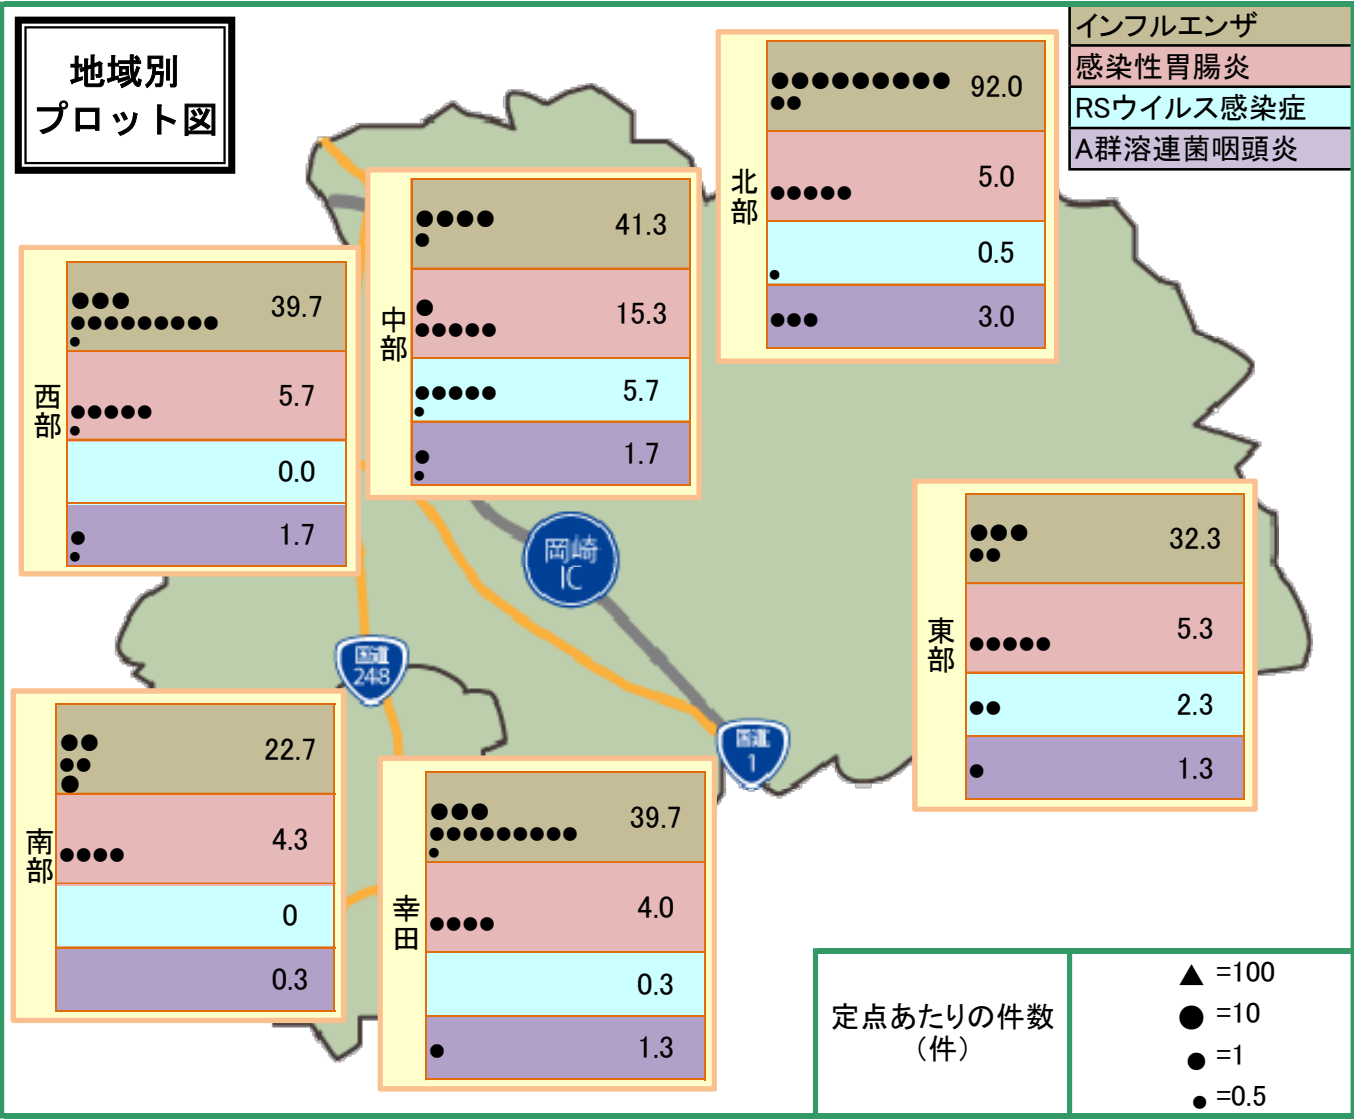 地域別
プロット図
インフルエンザ
感染性胃腸炎
RSウイルス感染症
A群溶連菌咽頭炎
北部
92.0
5.0
0.5
3.0
中部
41.3
15.3
5.7
1.7
西部
39.7
5.7
0.0
1.7
岡崎
IC
東部
32.3
5.3
2.3
1.3
国道
248
国道
1
南部
22.7
4.3
0
0.3
幸田
39.7
4.0
0.3
1.3
定点あたりの件数
（件）
▲ =100
● =10
● =1
● =0.5